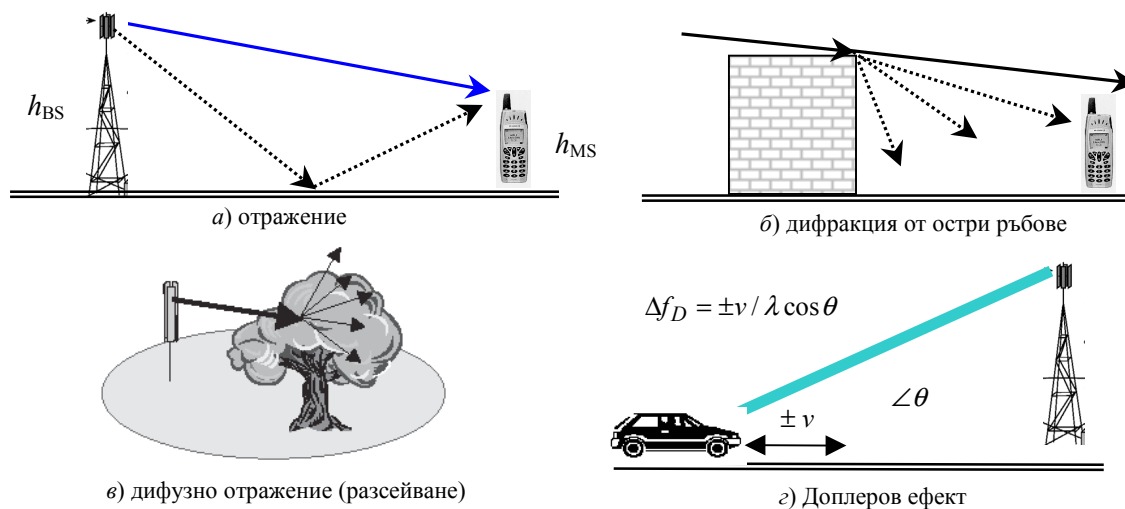 h_BS
h_MS
а) отражение
б) дифракция от остри ръбове
Δf_D = ±v / λ cos θ
∠θ
± v
в) дифузно отражение (разсейване)
г) Доплеров ефект